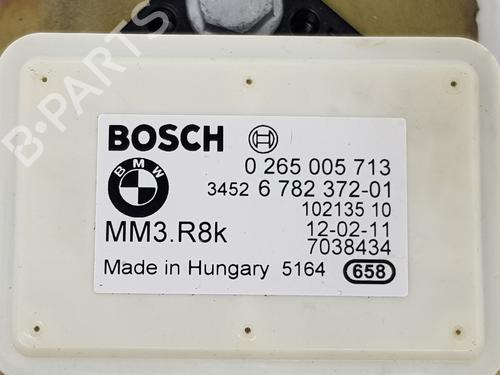 B-PARTS
BOSCH
BMW
0 265 005 713
3452 6 782 372-01
102135 10
MM3.R8k
12-02-11
7038434
Made in Hungary 5164 658